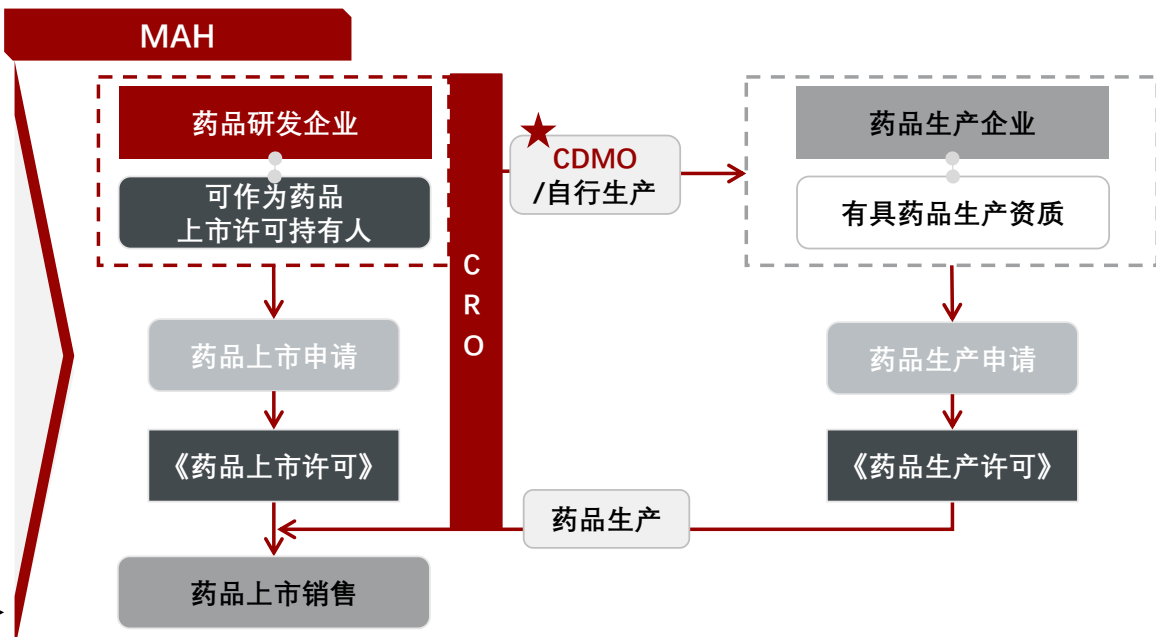 MAH
药品研发企业
可作为药品
上市许可持有人
药品上市申请
《药品上市许可》
药品上市销售
C
R
O
CDMO
/自行生产
药品生产
药品生产企业
有具药品生产资质
药品生产申请
《药品生产许可》